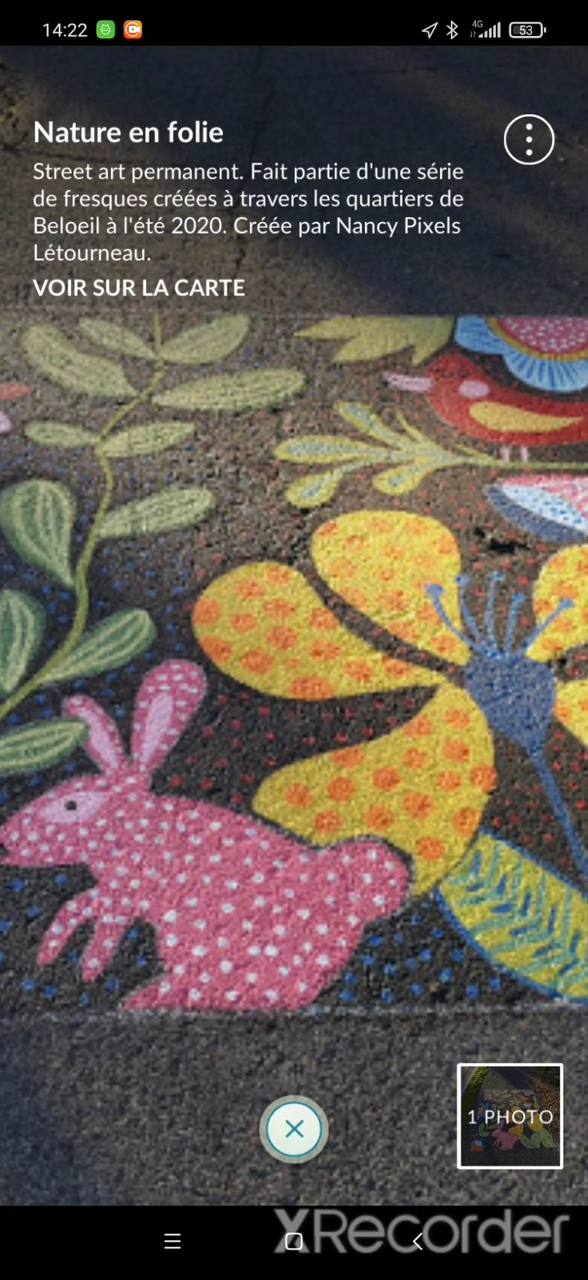 14:22
4G
53
Nature en folie
Street art permanent. Fait partie d'une série
de fresques créées à travers les quartiers de
Beloeil à l'été 2020. Créée par Nancy Pixels
Létourneau.
VOIR SUR LA CARTE
1 PHOTO
XRecorder